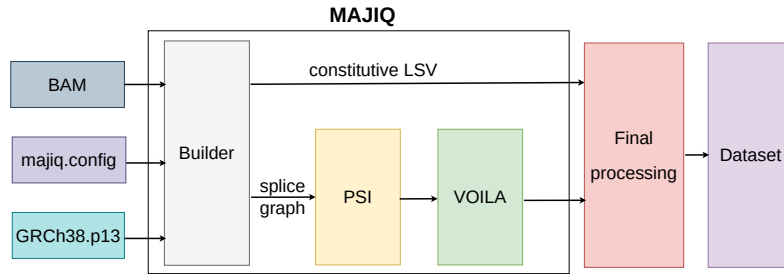 MAJIQ
BAM
constitutive LSV
majiq.config
Builder
splice
graph
PSI
VOILA
Final
processing
Dataset
GRCh38.p13